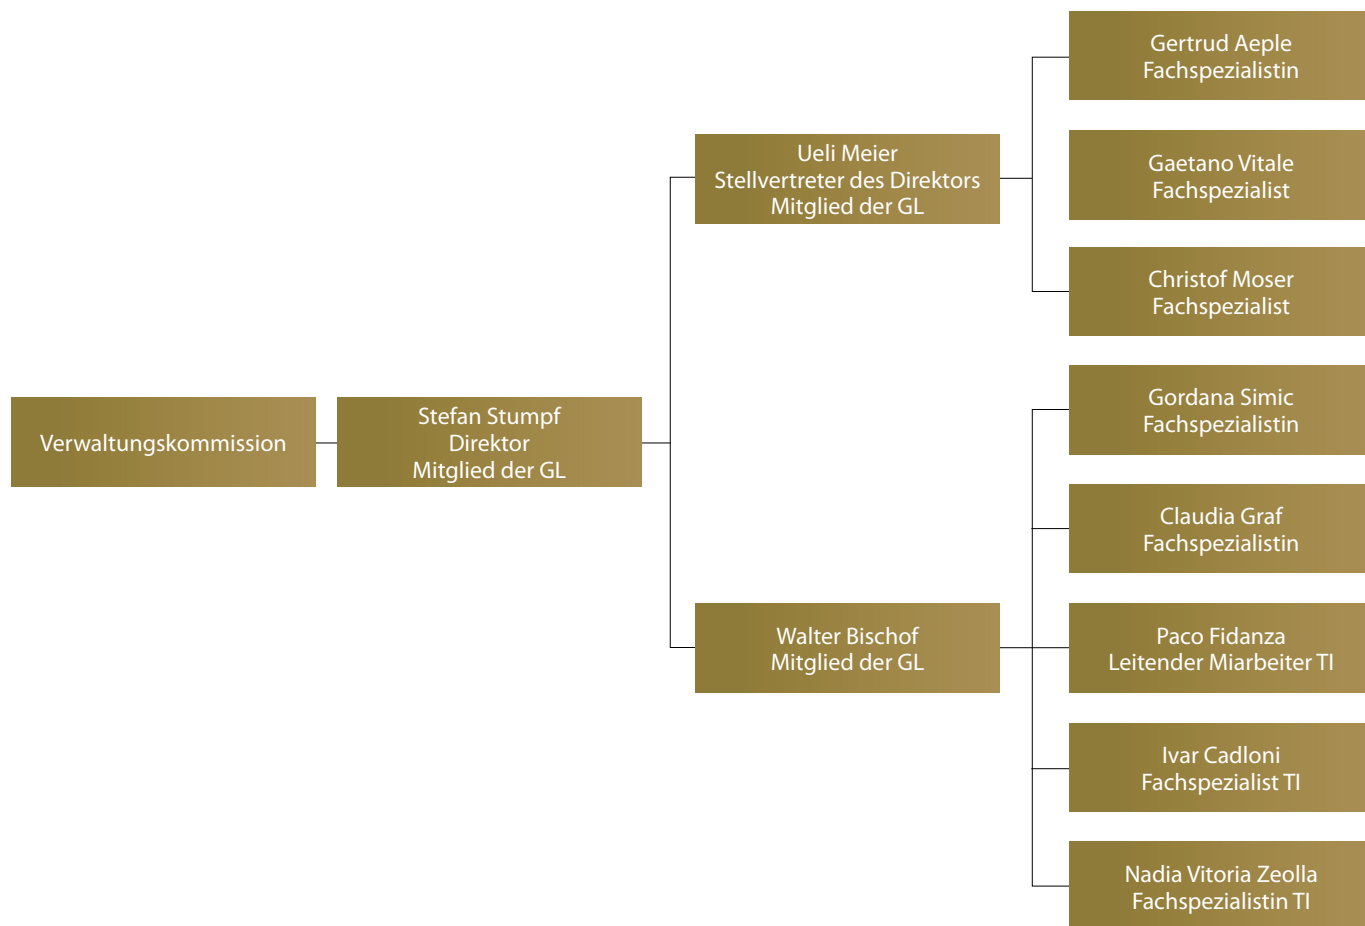 Verwaltungskommission
Stefan Stumpf
Direktor
Mitglied der GL
Ueli Meier
Stellvertreter des Direktors
Mitglied der GL
Gertrud Aeple
Fachspezialistin
Gaetano Vitale
Fachspezialist
Christof Moser
Fachspezialist
Walter Bischof
Mitglied der GL
Gordana Simic
Fachspezialistin
Claudia Graf
Fachspezialistin
Paco Fidanza
Leitender Miarbeiter TI
Ivar Cadloni
Fachspezialist TI
Nadia Vitoria Zeolla
Fachspezialistin TI